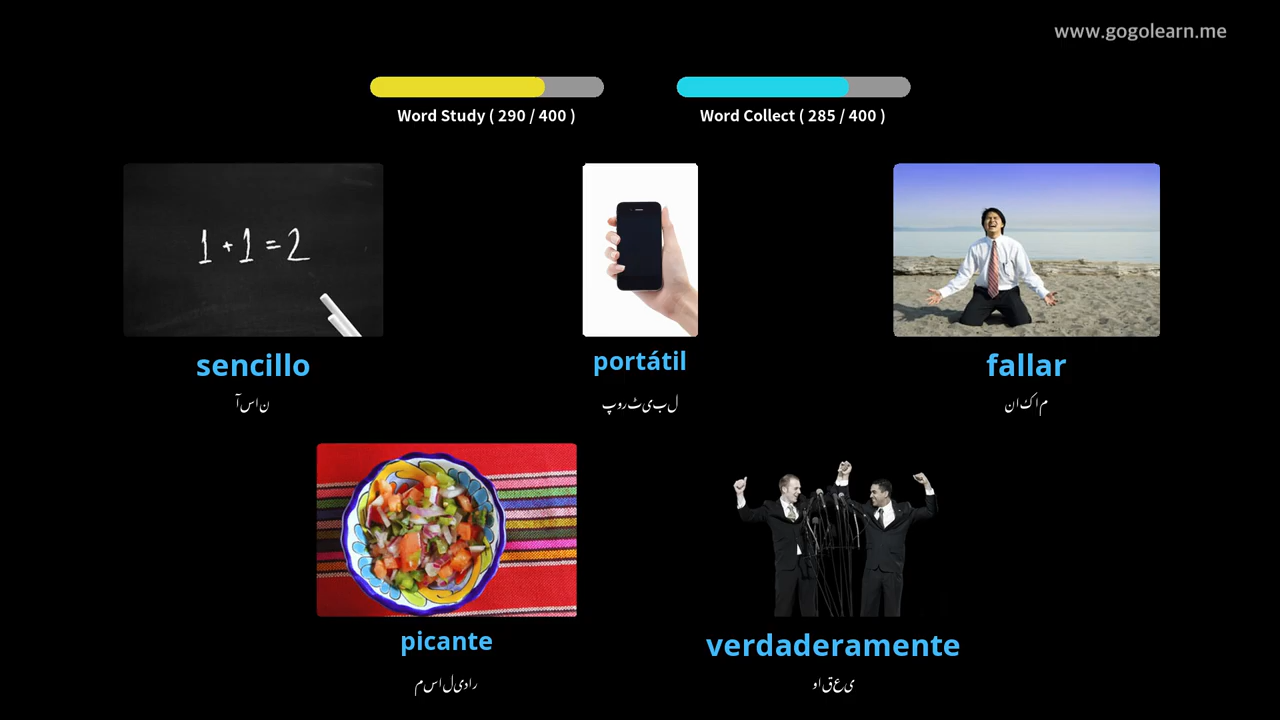 www.gogolearn.me
Word Study ( 290 / 400 )
Word Collect ( 285 / 400 )
sencillo
آسان
portátil
پورٹیبل
fallar
ناکام
picante
مسالیدار
verdaderamente
واقعی